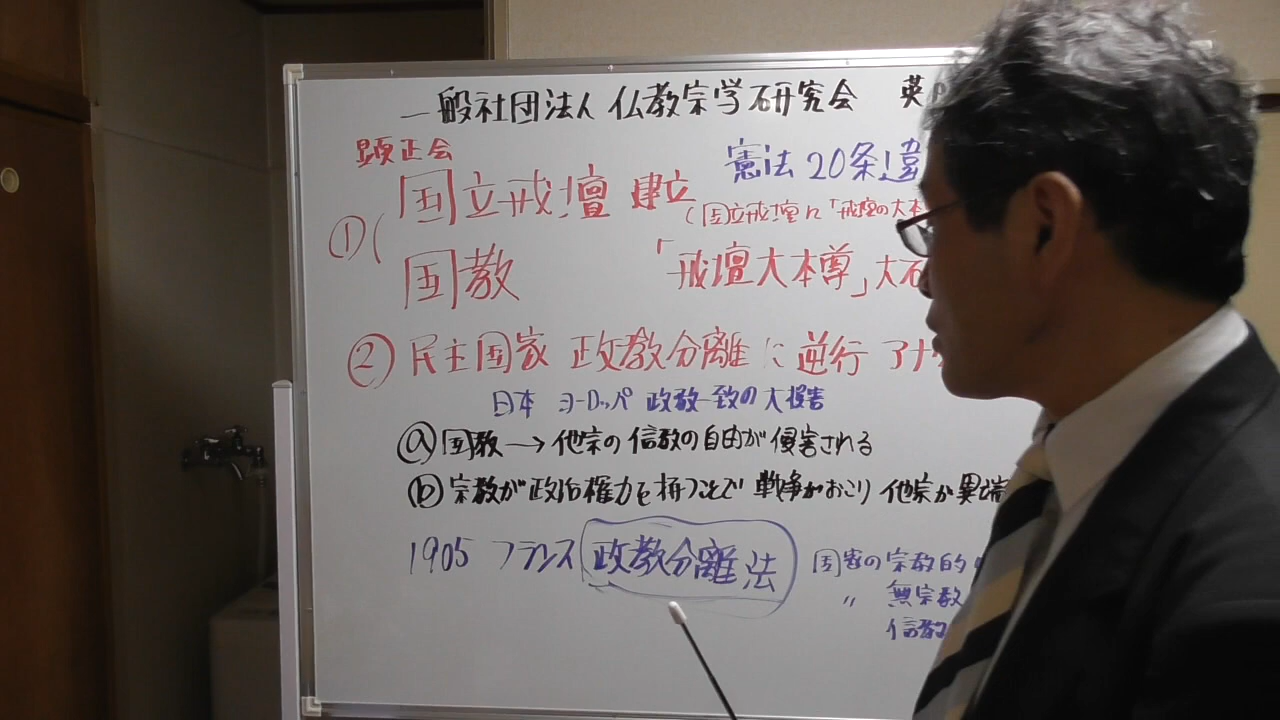 一般社団法人 仏教宗学研究会 英
顕正会
憲法20条違
① 国立戒壇 建立
(国立戒壇に「戒壇の大本
国教 「戒壇大本尊」大石
② 民主国家 政教分離に逆行 アナ
日本 ヨーロッパ 政教一致の大損害
ⓐ 国教→他宗の信教の自由が侵害される
ⓑ 宗教が政治権力を持つことで 戦争がおこり 他宗が異端
1905 フランス 政教分離法 国家の宗教的
〃 無宗教
信教